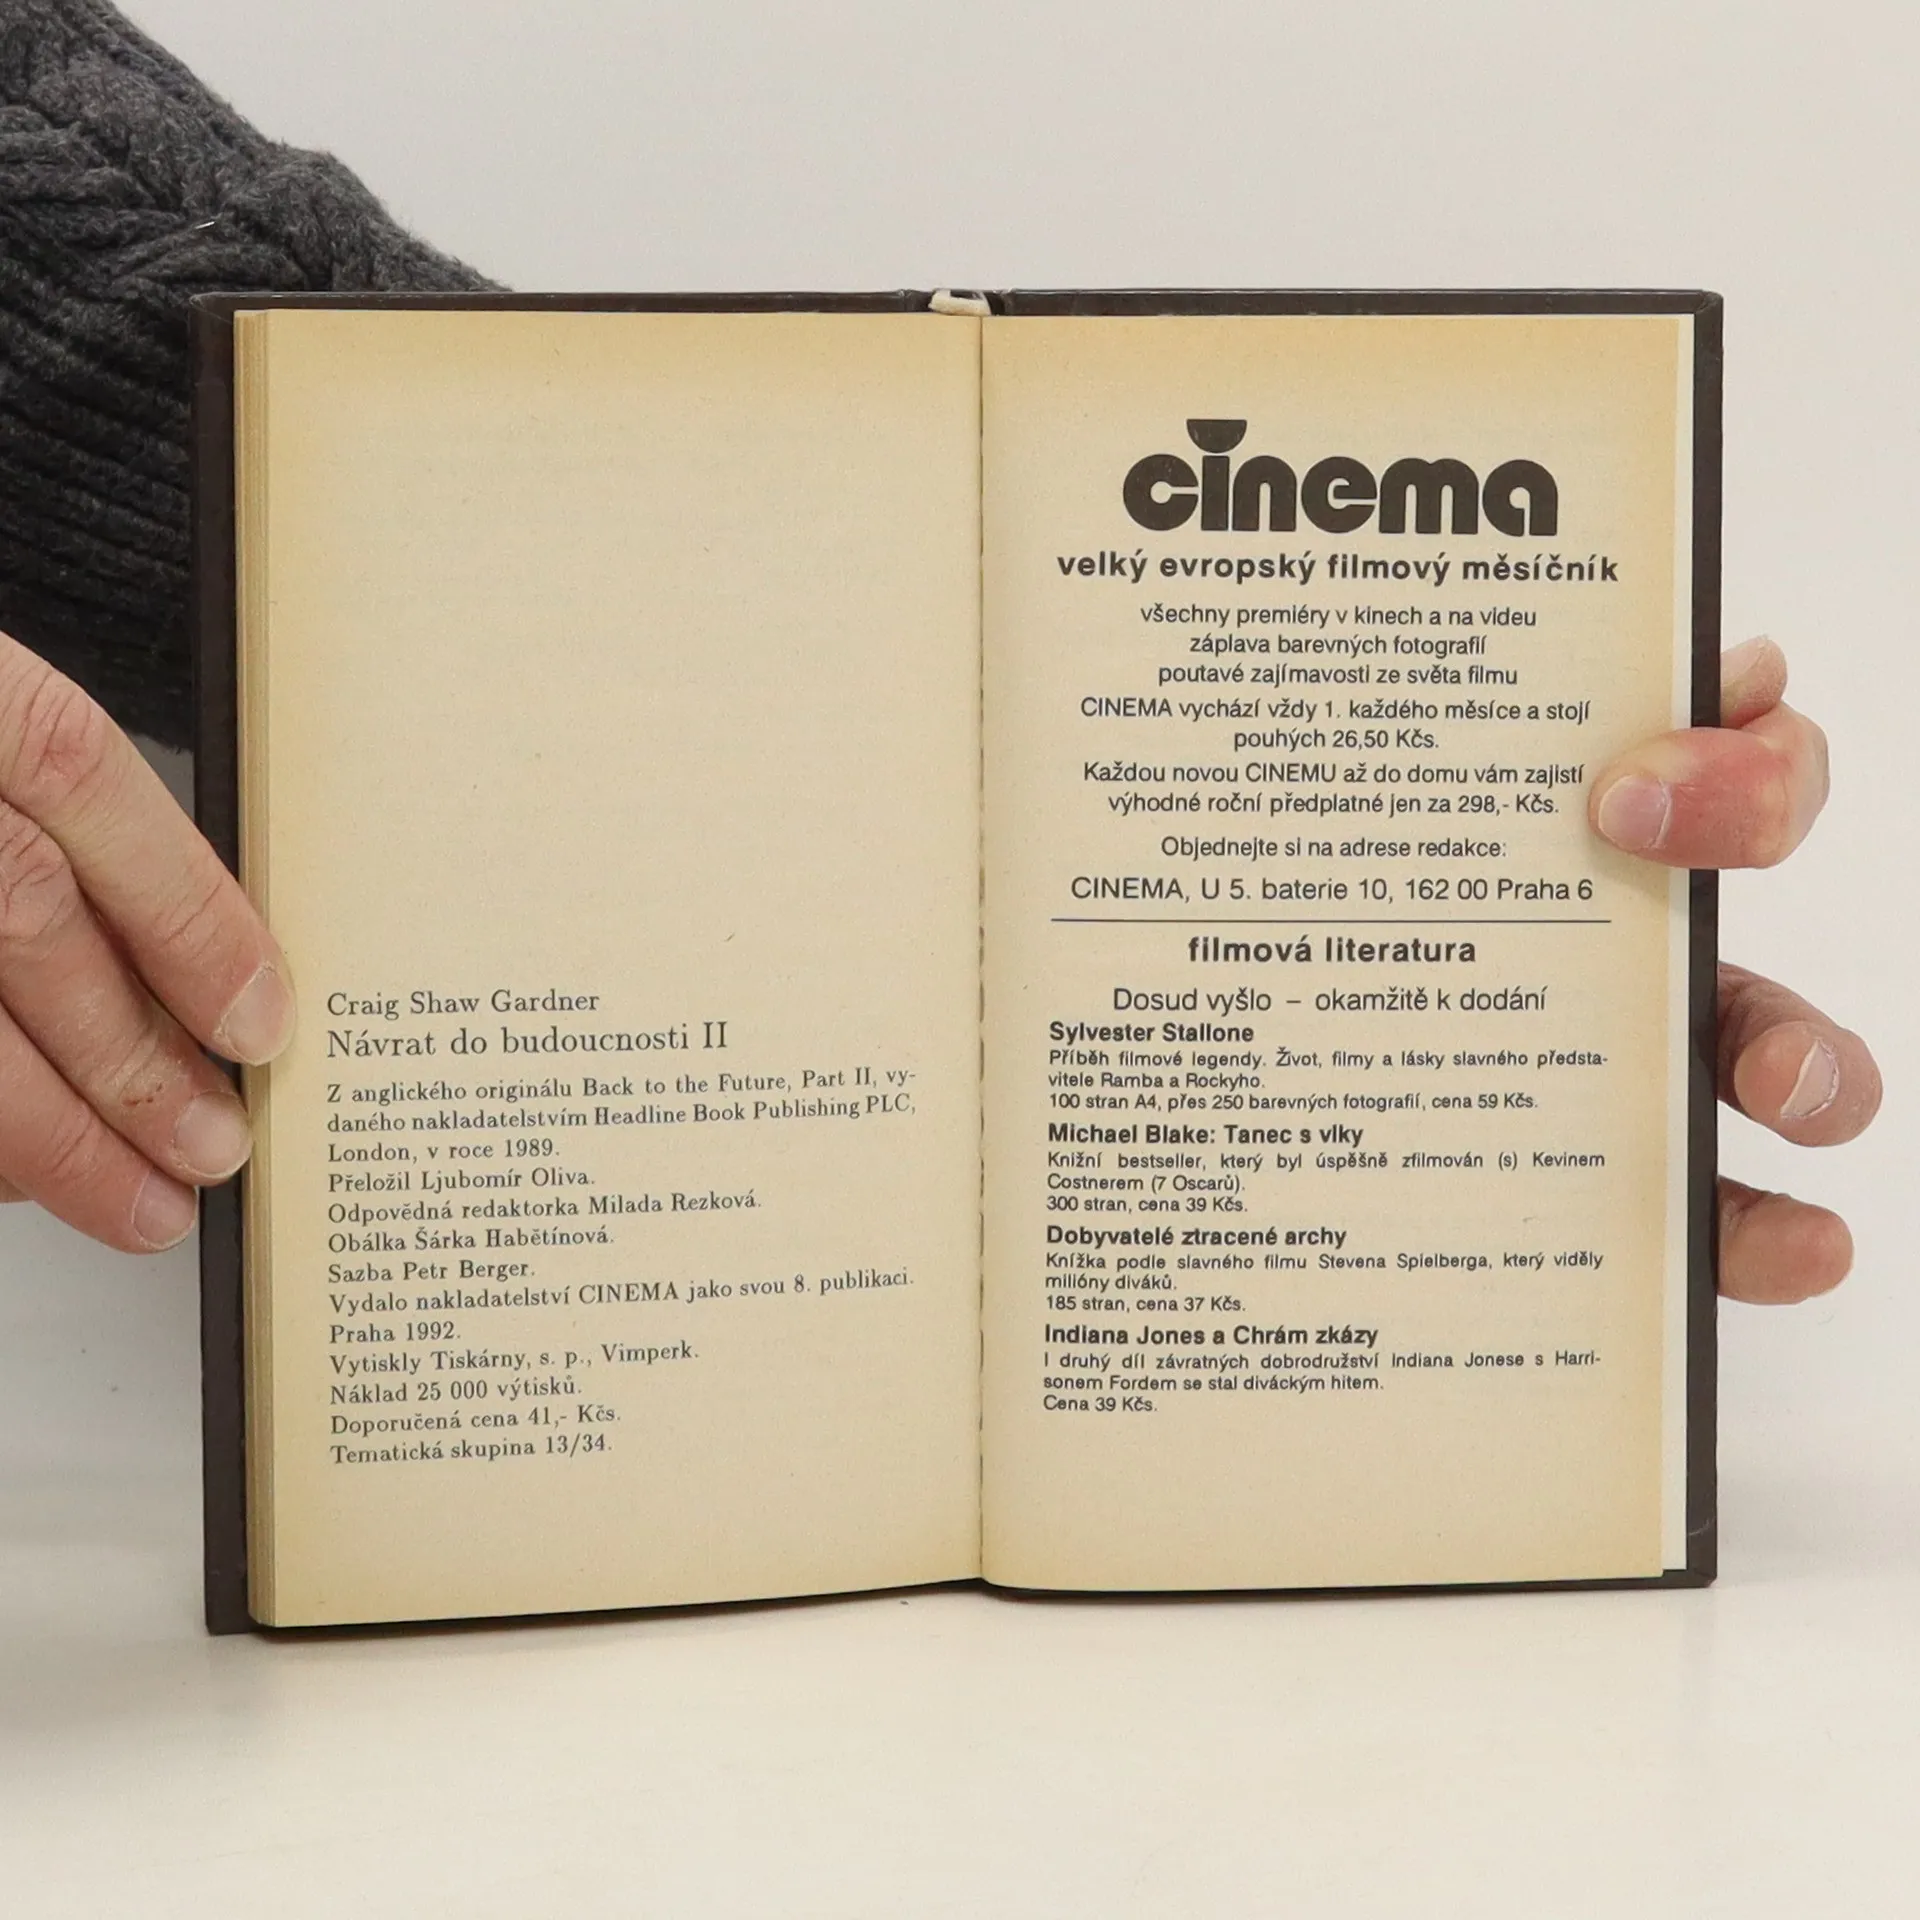 Craig Shaw Gardner
Návrat do budoucnosti II
Z anglického originálu Back to the Future, Part II, vy-
daného nakladatelstvím Headline Book Publishing PLC,
London, v roce 1989.
Přeložil Ljubomír Oliva.
Odpovědná redaktorka Milada Rezková.
Obálka Šárka Habětínová.
Sazba Petr Berger.
Vydalo nakladatelství CINEMA jako svou 8. publikaci.
Praha 1992.
Vytiskly Tiskárny, s. p., Vimperk.
Náklad 25 000 výtisků.
Doporučená cena 41,- Kčs.
Tematická skupina 13/34.
cinema
velký evropský filmový měsíčník
všechny premiéry v kinech a na videu
záplava barevných fotografií
poutavé zajímavosti ze světa filmu
CINEMA vychází vždy 1. každého měsíce a stojí
pouhých 26,50 Kčs.
Každou novou CINEMU až do domu vám zajistí
výhodné roční předplatné jen za 298,- Kčs.
Objednejte si na adrese redakce:
CINEMA, U 5. baterie 10, 162 00 Praha 6
filmová literatura
Dosud vyšlo – okamžitě k dodání
Sylvester Stallone
Příběh filmové legendy. Život, filmy a lásky slavného představ-
vitele Ramba a Rockyho.
100 stran A4, přes 250 barevných fotografií, cena 59 Kčs.
Michael Blake: Tanec s vlky
Knižní bestseller, který byl úspěšně zfilmován (s) Kevinem
Costnerem (7 Oscarů).
300 stran, cena 39 Kčs.
Dobyvatelé ztracené archy
Knížka podle slavného filmu Stevena Spielberga, který viděly
milióny diváků.
185 stran, cena 37 Kčs.
Indiana Jones a Chrám zkázy
I druhý díl závratných dobrodružství Indiana Jonese s Harri-
sonem Fordem se stal diváckým hitem.
Cena 39 Kčs.